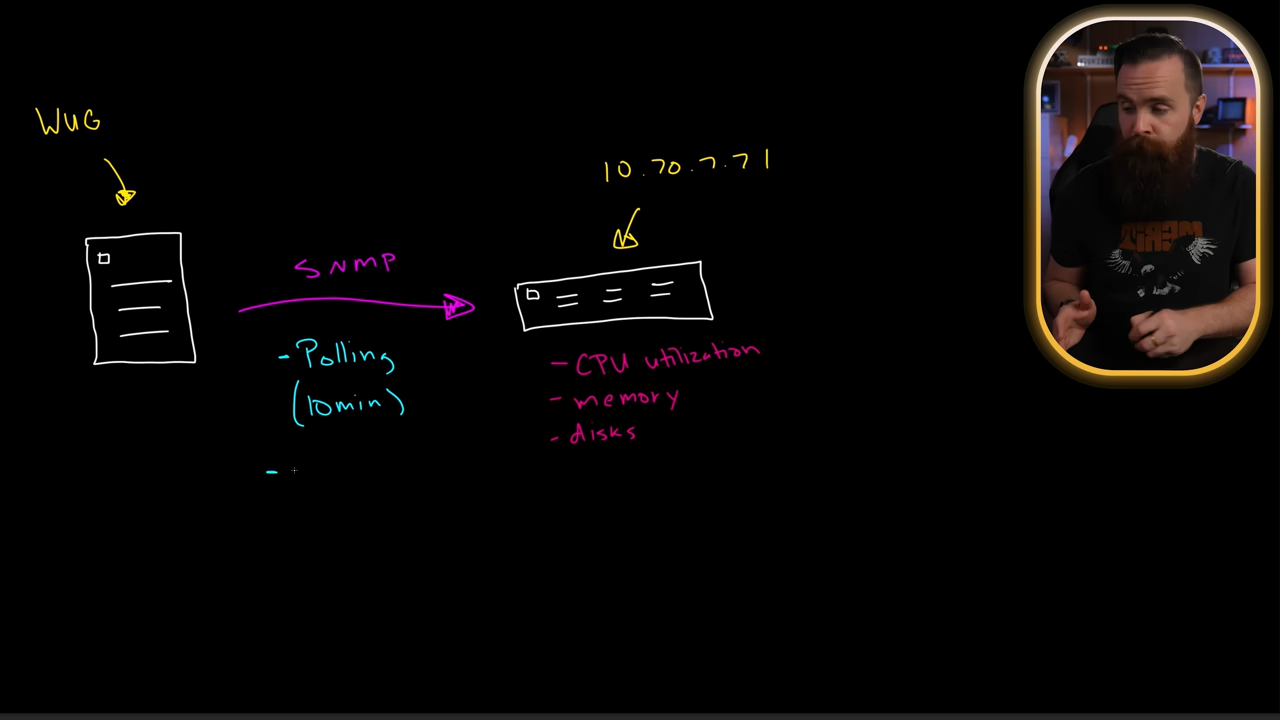 WUG
10.70.7.71
SNMP
- Polling
(10min)
- CPU utilization
- memory
- disks
-